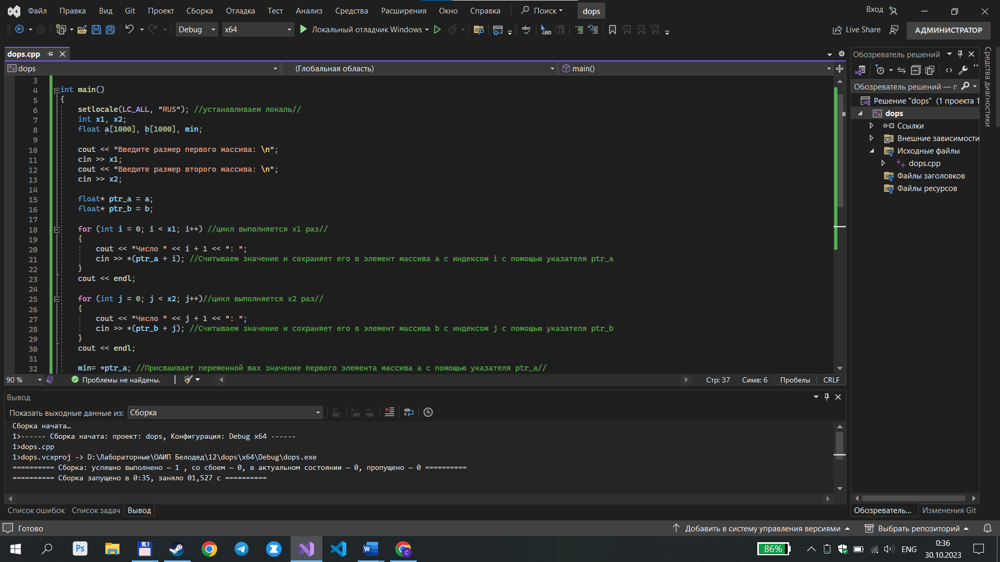 Файл Правка Вид Git Проект Сборка Отладка Тест Анализ Средства Расширения Окно Справка Поиск dops Вход
Debug x64 Локальный отладчик Windows Live Share АДМИНИСТРАТОР
dops.cpp
dops (Глобальная область) main()
3
4 int main()
5 {
6 setlocale(LC_ALL, "RUS"); //устанавливаем локаль//
7 int x1, x2;
8 float a[1000], b[1000], min;
9
10 cout << "Введите размер первого массива: \n";
11 cin >> x1;
12 cout << "Введите размер второго массива: \n";
13 cin >> x2;
14
15 float* ptr_a = a;
16 float* ptr_b = b;
17
18 for (int i = 0; i < x1; i++) //цикл выполняется x1 раз//
19 {
20 cout << "Число " << i + 1 << ": ";
21 cin >> *(ptr_a + i); //Считываем значение и сохраняет его в элемент массива a с индексом i с помощью указателя ptr_a
22 }
23 cout << endl;
24
25 for (int j = 0; j < x2; j++)//цикл выполняется x2 раз//
26 {
27 cout << "Число " << j + 1 << ": ";
28 cin >> *(ptr_b + j); //Считываем значение и сохраняет его в элемент массива b с индексом j с помощью указателя ptr_b
29 }
30 cout << endl;
31
32 min= *ptr_a; //Присваивает переменной max значение первого элемента массива a с помощью указателя ptr_a//
90 % Проблемы не найдены. Стр: 37 Симв: 6 Пробелы CRLF
Вывод
Показать выходные данные из: Сборка
Сборка начата…
1>------ Сборка начата: проект: dops, Конфигурация: Debug x64 ------
1>dops.cpp
1>dops.vcxproj -> D:\Лабораторные\ОАИП Белодед\12\dops\x64\Debug\dops.exe
========== Сборка: успешно выполнено — 1 , со сбоем — 0, в актуальном состоянии — 0, пропущено — 0 ==========
========== Сборка запущено в 0:35, заняло 01,527 с ==========
Список ошибок Список задач Вывод
Обозреватель решений
Обозреватель решений — п
Решение "dops" (1 проекта 1
dops
Ссылки
Внешние зависимости
Исходные файлы
dops.cpp
Файлы заголовков
Файлы ресурсов
Обозреватель... Изменения Git
Средства диагностики
Готово Добавить в систему управления версиями Выбрать репозиторий
Ps 86% ENG 0:36
30.10.2023